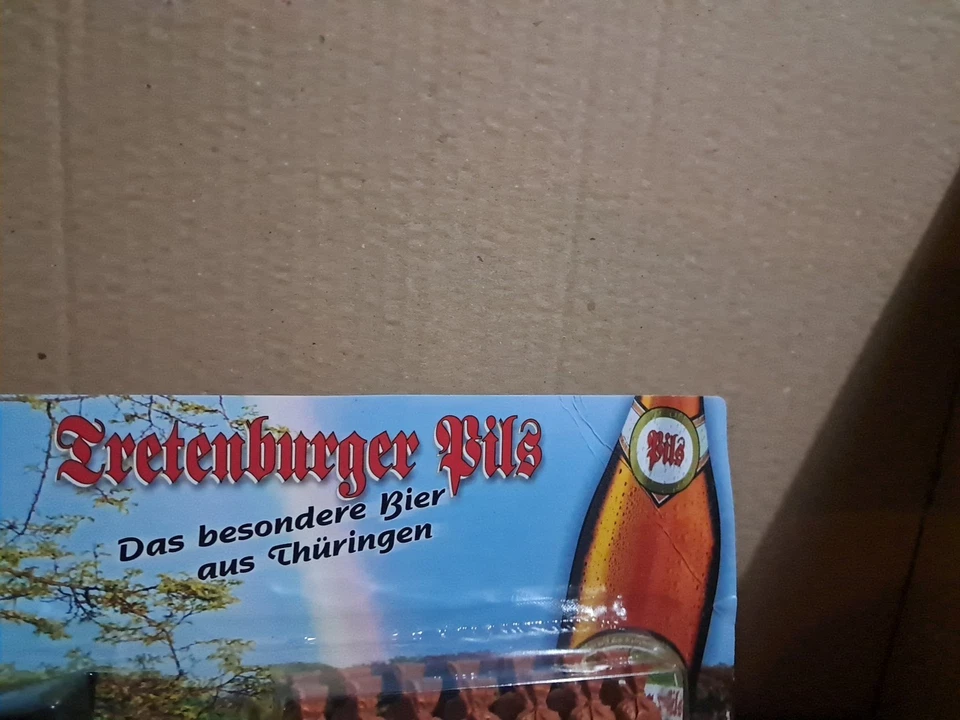 Tretenburger Pils
Das besondere Bier
aus Thüringen
Pils